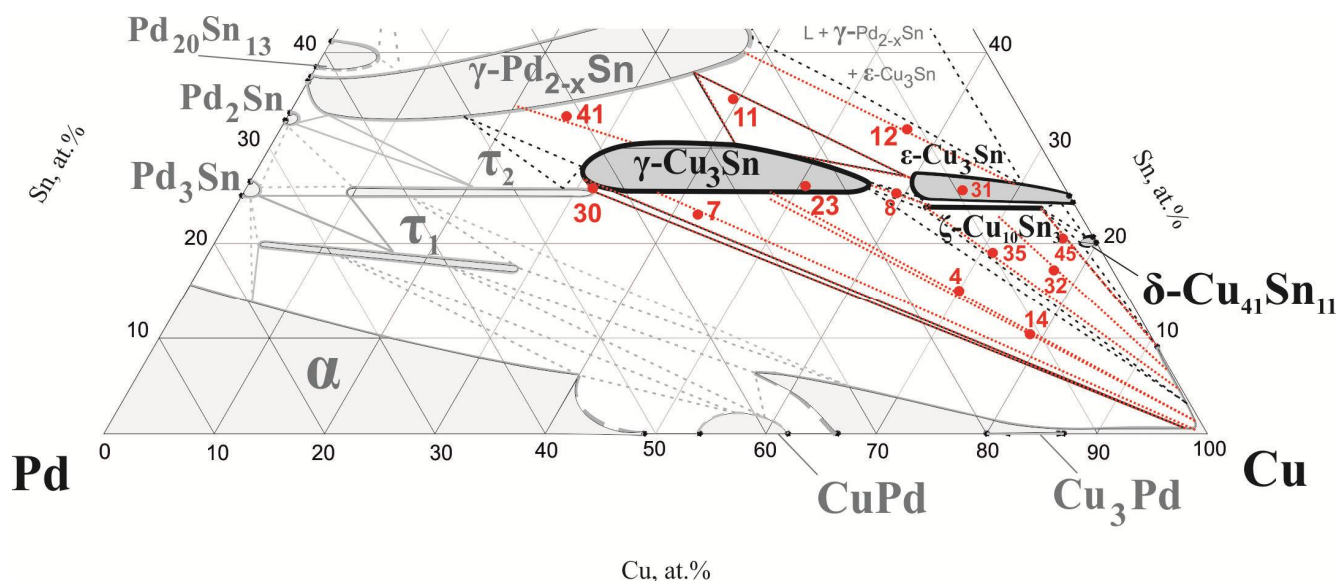 Pd20Sn13
40
γ-Pd2-xSn
L + γ-Pd2-xSn
+ ε-Cu3Sn
40
Pd2Sn
41
11
12
Sn, at.%
30
30
Sn, at.%
Pd3Sn
τ2
γ-Cu3Sn
ε-Cu3Sn
31
30
7
23
8
ζ-Cu10Sn3
20
τ1
35
45
20
32
δ-Cu41Sn11
4
14
10
10
α
0
10
20
30
40
50
60
70
80
90
100
Pd
Cu
CuPd
Cu3Pd
Cu, at.%